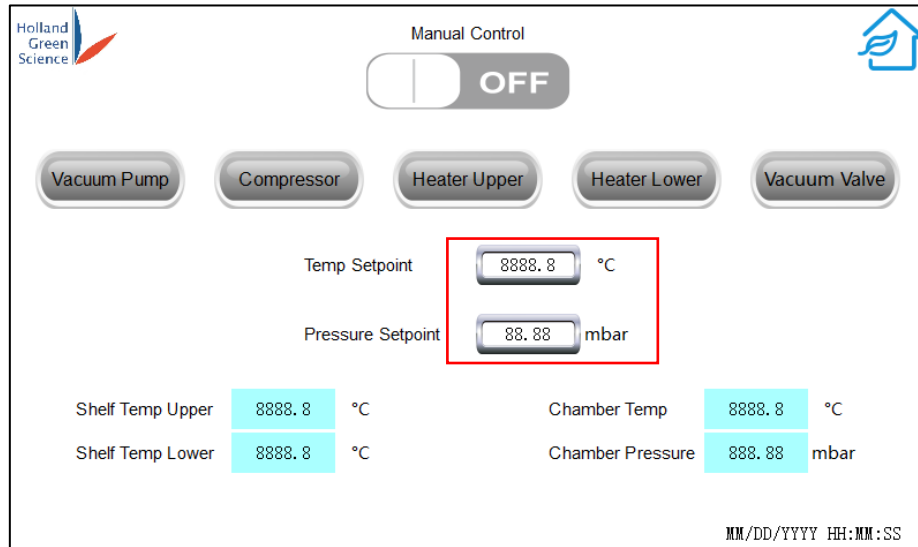 Holland
Green
Science
Manual Control
OFF
Vacuum Pump Compressor Heater Upper Heater Lower Vacuum Valve
Temp Setpoint 8888.8 °C
Pressure Setpoint 88.88 mbar
Shelf Temp Upper 8888.8 °C Chamber Temp 8888.8 °C
Shelf Temp Lower 8888.8 °C Chamber Pressure 888.88 mbar
MM/DD/YYYY HH:MM:SS